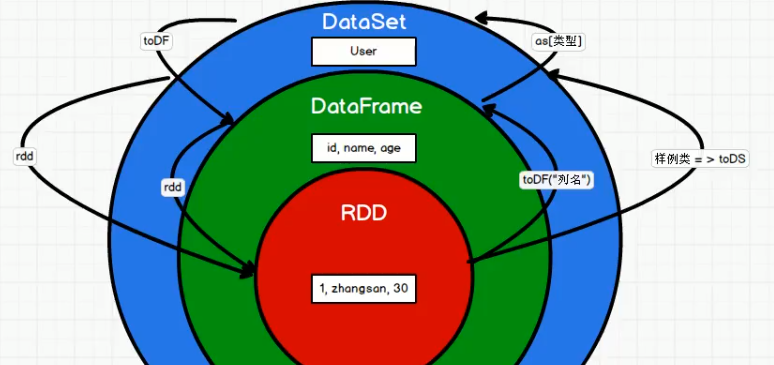 DataSet
toDF
as[类型]
User
DataFrame
rdd
id, name, age
样例类 = > toDS
rdd
toDF("列名")
RDD
1, zhangsan, 30